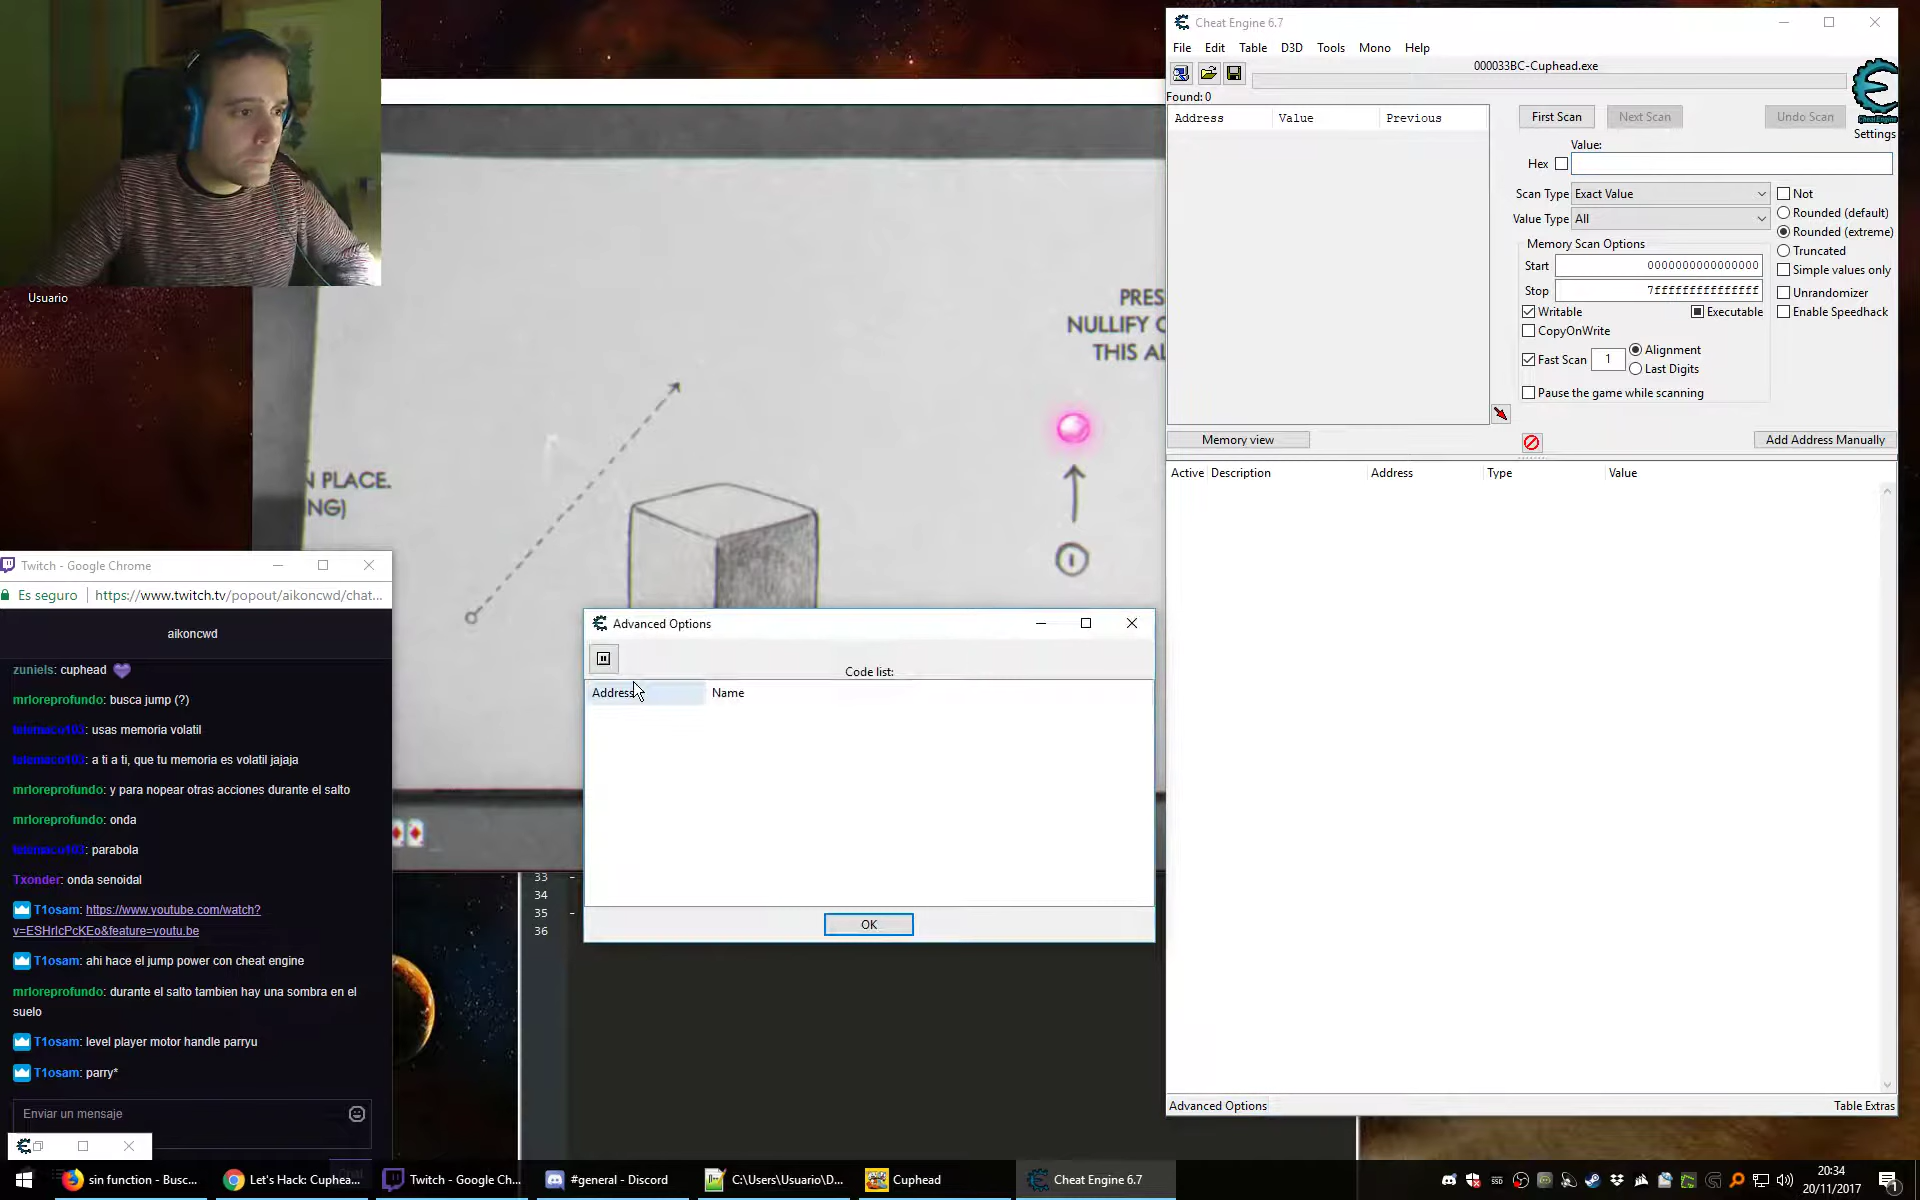 Usuario
N PLACE.
NG)
PRES
NULLIFY
THIS AL
Twitch - Google Chrome
Es seguro
https://www.twitch.tv/popout/aikoncwd/chat...
aikoncwd
zuniels: cuphead
mrloreprofundo: busca jump (?)
usas memoria volatil
a ti a ti, que tu memoria es volatil jajaja
mrloreprofundo: y para nopear otras acciones durante el salto
mrloreprofundo: onda
parabola
Txonder: onda senoidal
T1osam: https://www.youtube.com/watch?
v=ESHrIcPcKEo&feature=youtu.be
T1osam: ahi hace el jump power con cheat engine
mrloreprofundo: durante el salto tambien hay una sombra en el
suelo
T1osam: level player motor handle parryu
T1osam: parry*
Enviar un mensaje
33 -
34
35 -
36
Advanced Options
Code list:
Address Name
OK
Cheat Engine 6.7
File Edit Table D3D Tools Mono Help
000033BC-Cuphead.exe
Found: 0
Address Value Previous
First Scan Next Scan Undo Scan
Settings
Value:
Hex
Scan Type Exact Value
Value Type All
Not
Rounded (default)
Rounded (extreme)
Truncated
Simple values only
Unrandomizer
Enable Speedhack
Memory Scan Options
Start 0000000000000000
Stop 7fffffffffffffff
Writable Executable
CopyOnWrite
Fast Scan 1 Alignment
Last Digits
Pause the game while scanning
Memory view
Add Address Manually
Active Description Address Type Value
Advanced Options Table Extras
sin function - Busc...
Let's Hack: Cuphea...
Twitch - Google Ch...
#general - Discord
C:\Users\Usuario\D...
Cuphead
Cheat Engine 6.7
20:34
20/11/2017